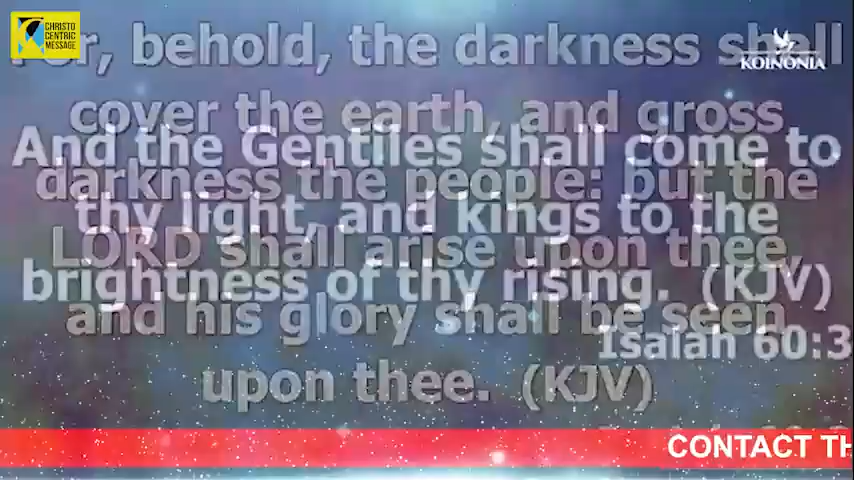 CHRISTO
CENTRIC
MESSAGE
KOINONIA
For, behold, the darkness shall
cover the earth, and gross
darkness the people: but the
LORD shall arise upon thee,
and his glory shall be seen
upon thee. (KJV)
And the Gentiles shall come to
thy light, and kings to the
brightness of thy rising. (KJV)
Isaiah 60:3
CONTACT TH